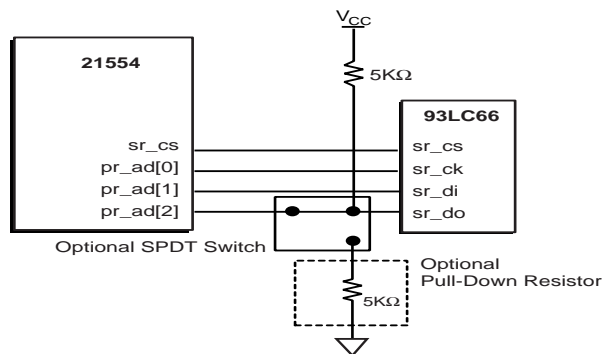 VCC
21554
5KΩ
93LC66
sr_cs
pr_ad[0]
pr_ad[1]
pr_ad[2]
sr_cs
sr_ck
sr_di
sr_do
Optional SPDT Switch
Optional
Pull-Down Resistor
5KΩ